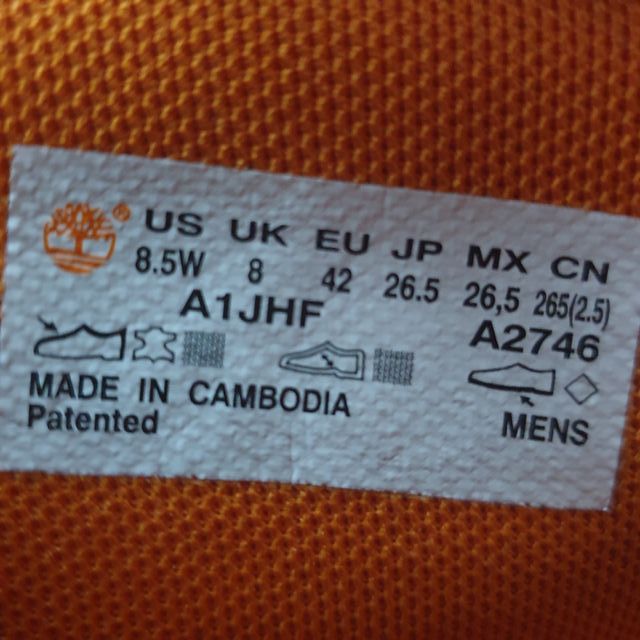 US UK EU JP MX CN
8.5W 8 42 26.5 26,5 265(2.5)
A1JHF A2746
MADE IN CAMBODIA
Patented MENS